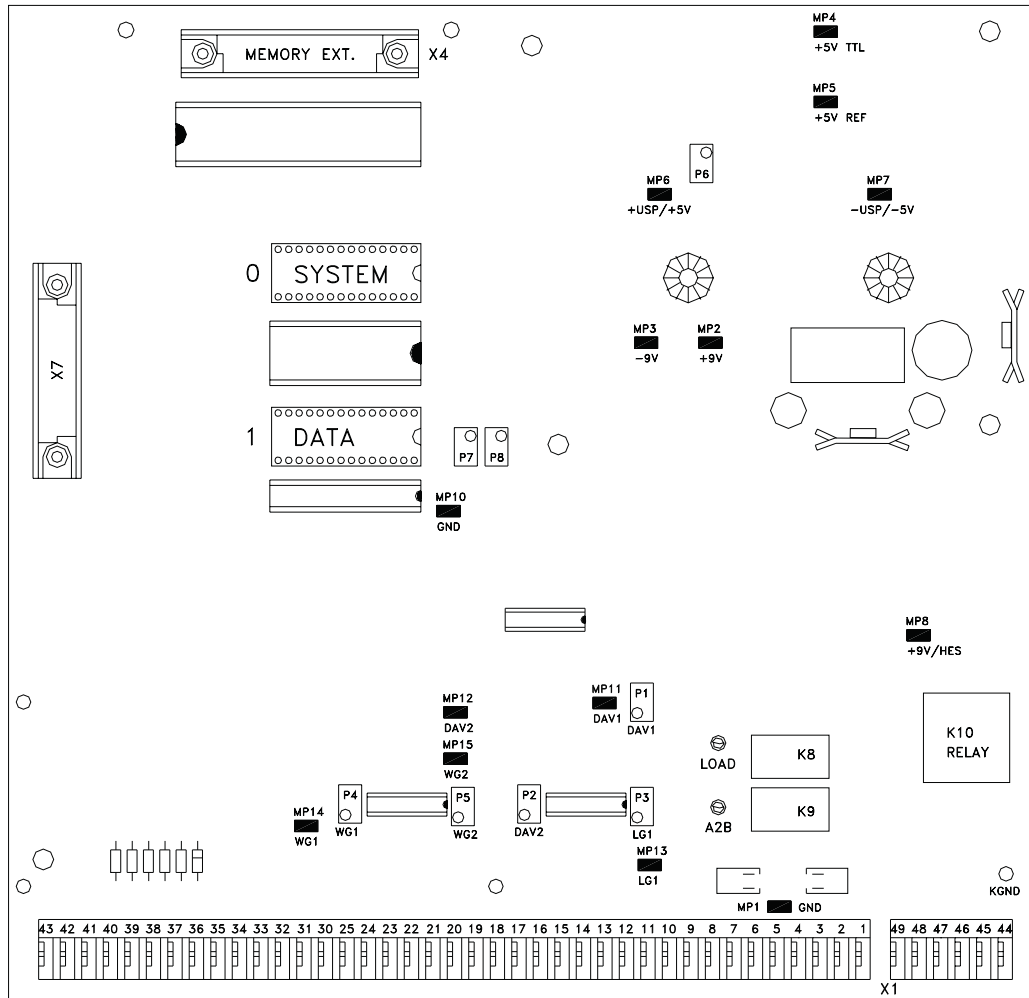 MP4
+5V TTL
MEMORY EXT.
X4
MP5
+5V REF
P6
MP6
+USP/+5V
MP7
-USP/-5V
0
SYSTEM
MP3
-9V
MP2
+9V
X7
1
DATA
P7
P8
MP10
GND
MP8
+9V/HES
MP12
DAV2
MP11
DAV1
P1
DAV1
K10
RELAY
MP15
WG2
LOAD
K8
P4
WG1
P5
WG2
P2
DAV2
P3
LG1
A2B
K9
MP14
WG1
MP13
LG1
KGND
MP1
GND
43 42 41 40 39 38 37 36 35 34 33 32 31 30 25 24 23 22 21 20 19 18 17 16 15 14 13 12 11 10 9 8 7 6 5 4 3 2 1
49 48 47 46 45 44
X1